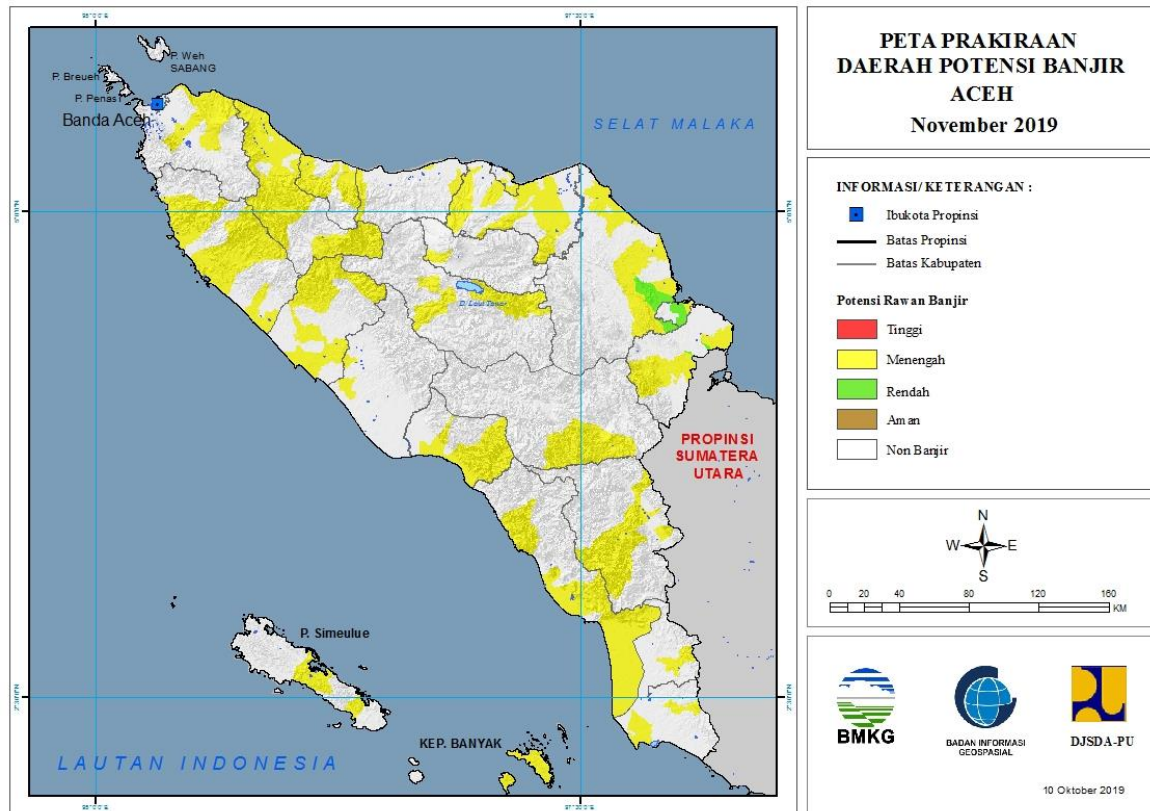 PETA PRAKIRAAN
DAERAH POTENSI BANJIR
ACEH
November 2019
INFORMASI/ KETERANGAN :
Ibukota Propinsi
Batas Propinsi
Batas Kabupaten
Potensi Rawan Banjir
Tinggi
Menengah
Rendah
Aman
Non Banjir
N
W
E
S
0 20 40 80 120 160
KM
BMKG
BADAN INFORMASI
GEOSPASIAL
DJSDA-PU
10 Oktober 2019
P. Weh
SABANG
P. Breueh
P. Penasi
Banda Aceh
SELAT MALAKA
D. Laut Tawar
PROPINSI
SUMATERA
UTARA
P. Simeulue
KEP. BANYAK
LAUTAN INDONESIA